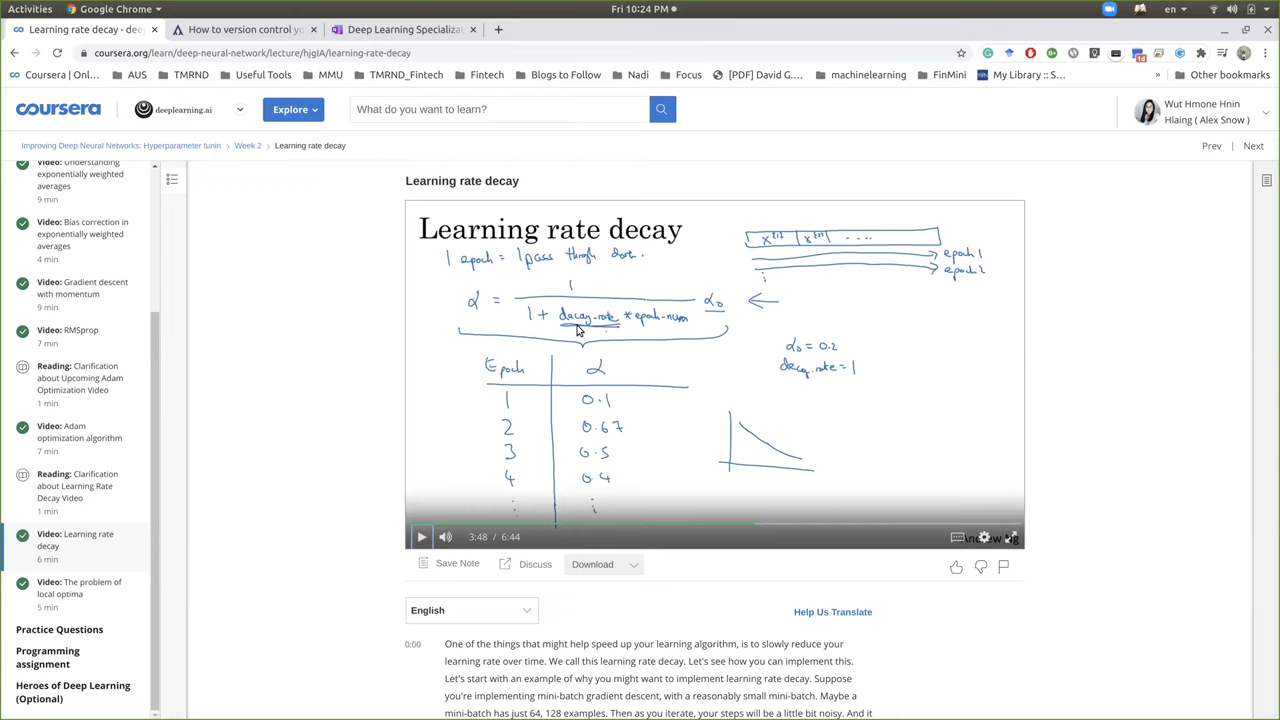 Activities
Google Chrome
Fri 10:24 PM
en
Learning rate decay - dee
How to version control yo
Deep Learning Specializa
coursera.org/learn/deep-neural-network/lecture/hjgIA/learning-rate-decay
Coursera | Onl...
AUS
TMRND
Useful Tools
MMU
TMRND_Fintech
Fintech
Blogs to Follow
Nadi
Focus
[PDF] David G....
machinelearning
FinMini
My Library :: S...
»
Other bookmarks
coursera
deeplearning.ai
Explore
What do you want to learn?
Wut Hmone Hnin
Hlaing ( Alex Snow )
Improving Deep Neural Networks: Hyperparameter tunin
Week 2
Learning rate decay
Prev
Next
Video: Understanding
exponentially weighted
averages
9 min
Video: Bias correction in
exponentially weighted
averages
4 min
Video: Gradient descent
with momentum
9 min
Video: RMSprop
7 min
Reading: Clarification
about Upcoming Adam
Optimization Video
1 min
Video: Adam
optimization algorithm
7 min
Reading: Clarification
about Learning Rate
Decay Video
1 min
Video: Learning rate
decay
6 min
Video: The problem of
local optima
5 min
Practice Questions
Programming
assignment
Heroes of Deep Learning
(Optional)
Learning rate decay
Learning rate decay
1 epoch = 1 pass through data.
X{1} X{2} ....
epoch 1
epoch 2
α = 1
1 + decay-rate * epoch-num
α₀
α₀ = 0.2
decay-rate = 1
Epoch α
1 0.1
2 0.67
3 0.5
4 0.4
3:48 / 6:44
Andrew Ng
Save Note
Discuss
Download
English
Help Us Translate
0:00
One of the things that might help speed up your learning algorithm, is to slowly reduce your
learning rate over time. We call this learning rate decay. Let's see how you can implement this.
Let's start with an example of why you might want to implement learning rate decay. Suppose
you're implementing mini-batch gradient descent, with a reasonably small mini-batch. Maybe a
mini-batch has just 64, 128 examples. Then as you iterate, your steps will be a little bit noisy. And it